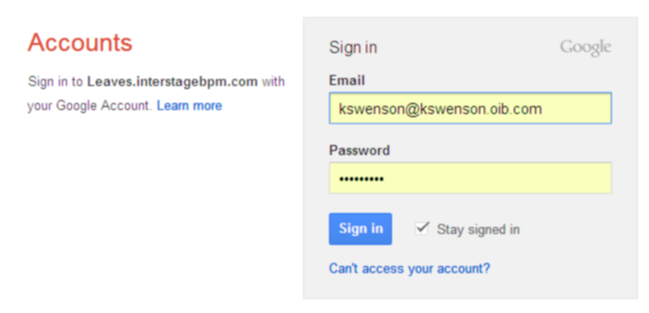 Accounts
Sign in to Leaves.interstagebpm.com with
your Google Account. Learn more
Sign in
Google
Email
kswenson@kswenson.oib.com
Password
•••••••••
Sign in
Stay signed in
Can't access your account?